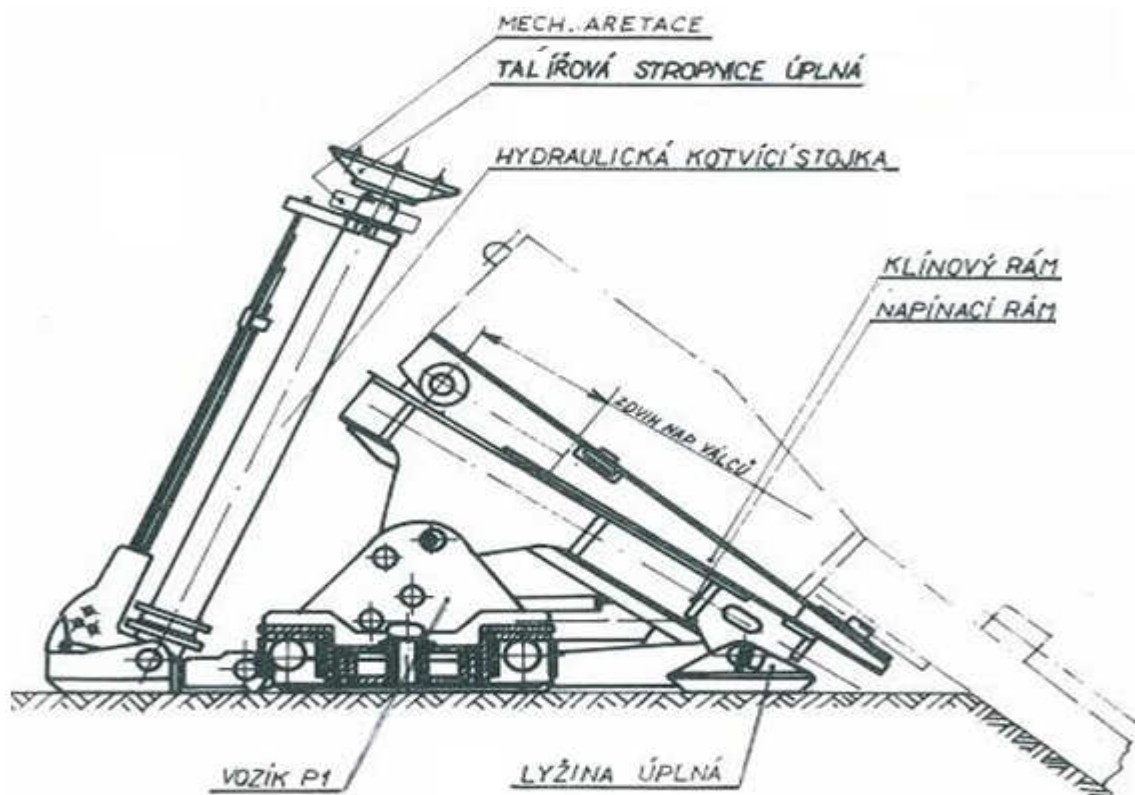 MECH. ARETACE
TALÍŘOVÁ STROPNICE ÚPLNÁ
HYDRAULICKÁ KOTVÍCÍ STOJKA
KLÍNOVÝ RÁM
NAPÍNACÍ RÁM
ZDVIH NAP. VÁLCŮ
VOZÍK P1
LYŽINA ÚPLNÁ